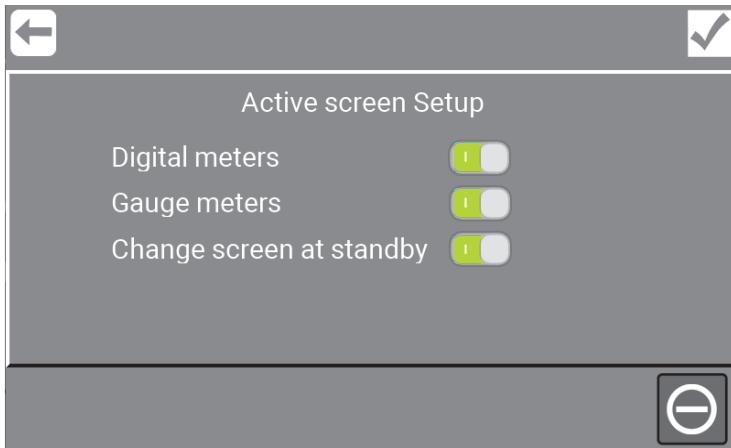 Active screen Setup
Digital meters
Gauge meters
Change screen at standby